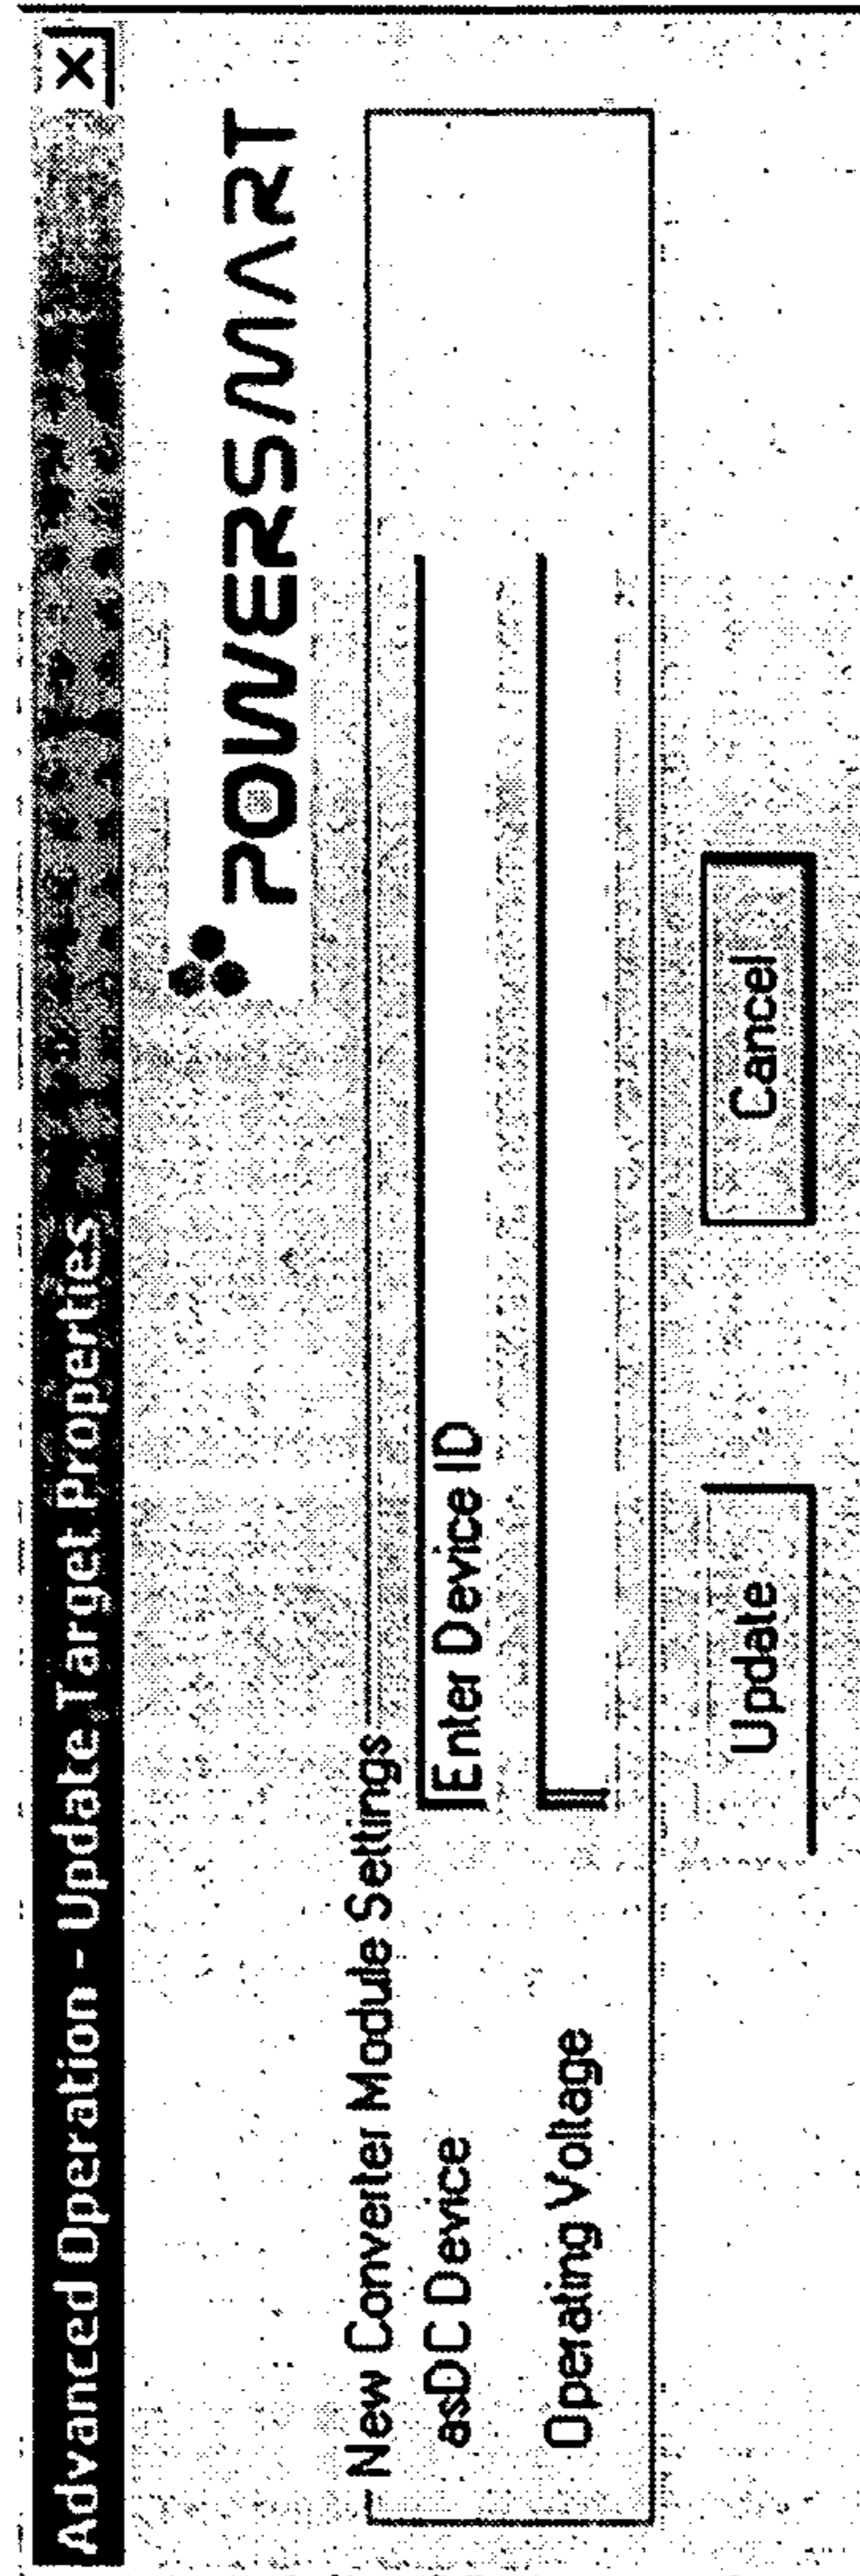 Advanced Operation - Update Target Properties
POWERSMART
New Converter Module Settings
asDC Device Enter Device ID
Operating Voltage
Update Cancel